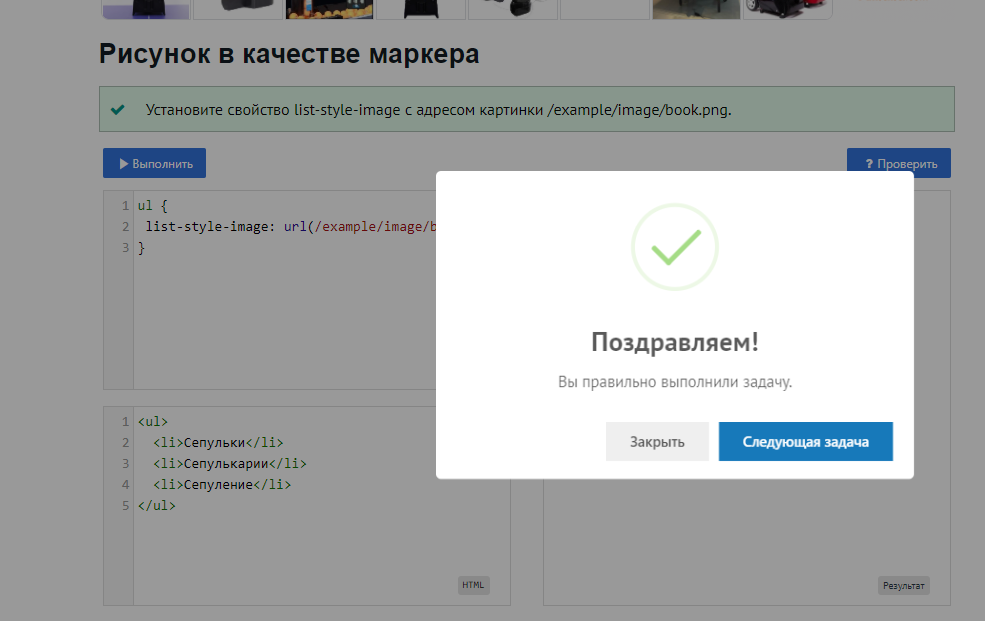 Рисунок в качестве маркера
Установите свойство list-style-image с адресом картинки /example/image/book.png.
Выполнить
? Проверить
1 ul {
2 list-style-image: url(/example/image/b
3 }
Поздравляем!
Вы правильно выполнили задачу.
Закрыть
Следующая задача
1 <ul>
2 <li>Сепульки</li>
3 <li>Сепулькарии</li>
4 <li>Сепуление</li>
5 </ul>
HTML
Результат